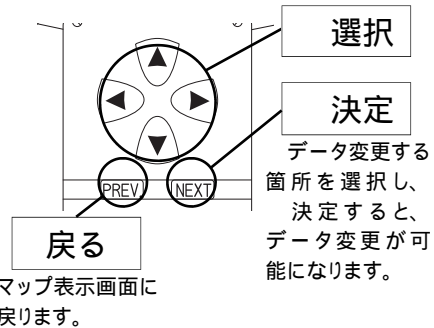 選択
決定
データ変更する
箇所を選択し、
決定すると、
データ変更が可
能になります。
PREV
NEXT
戻る
マップ表示画面に
戻ります。